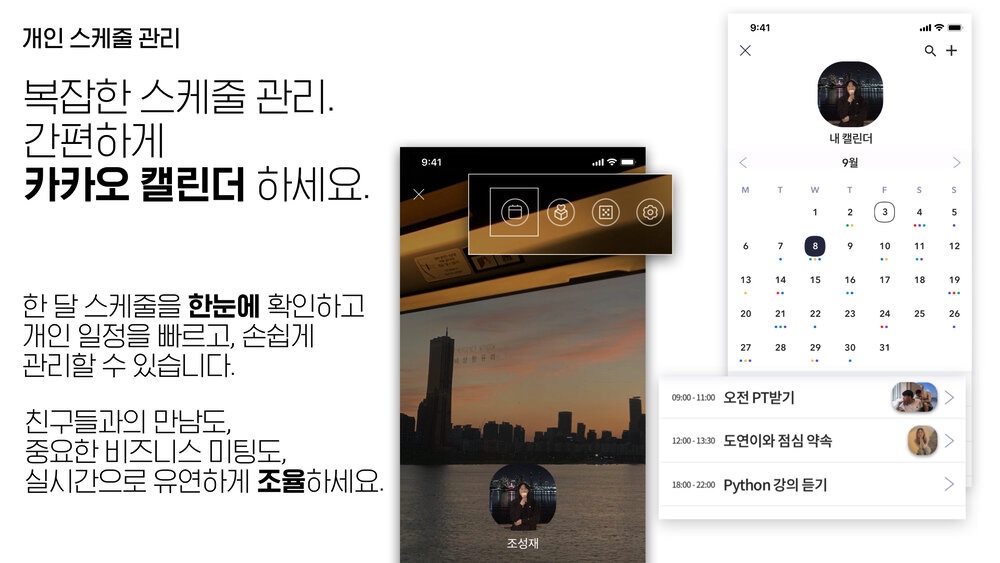 개인 스케줄 관리
복잡한 스케줄 관리.
간편하게
카카오 캘린더 하세요.
한 달 스케줄을 한눈에 확인하고
개인 일정을 빠르고, 손쉽게
관리할 수 있습니다.
친구들과의 만남도,
중요한 비즈니스 미팅도,
실시간으로 유연하게 조율하세요.
9:41
조성재
9:41
내 캘린더
9월
M T W T F S S
1 2 3 4 5
6 7 8 9 10 11 12
13 14 15 16 17 18 19
20 21 22 23 24 25 26
27 28 29 30 31
09:00 - 11:00 오전 PT받기
12:00 - 13:30 도연이와 점심 약속
18:00 - 22:00 Python 강의 듣기